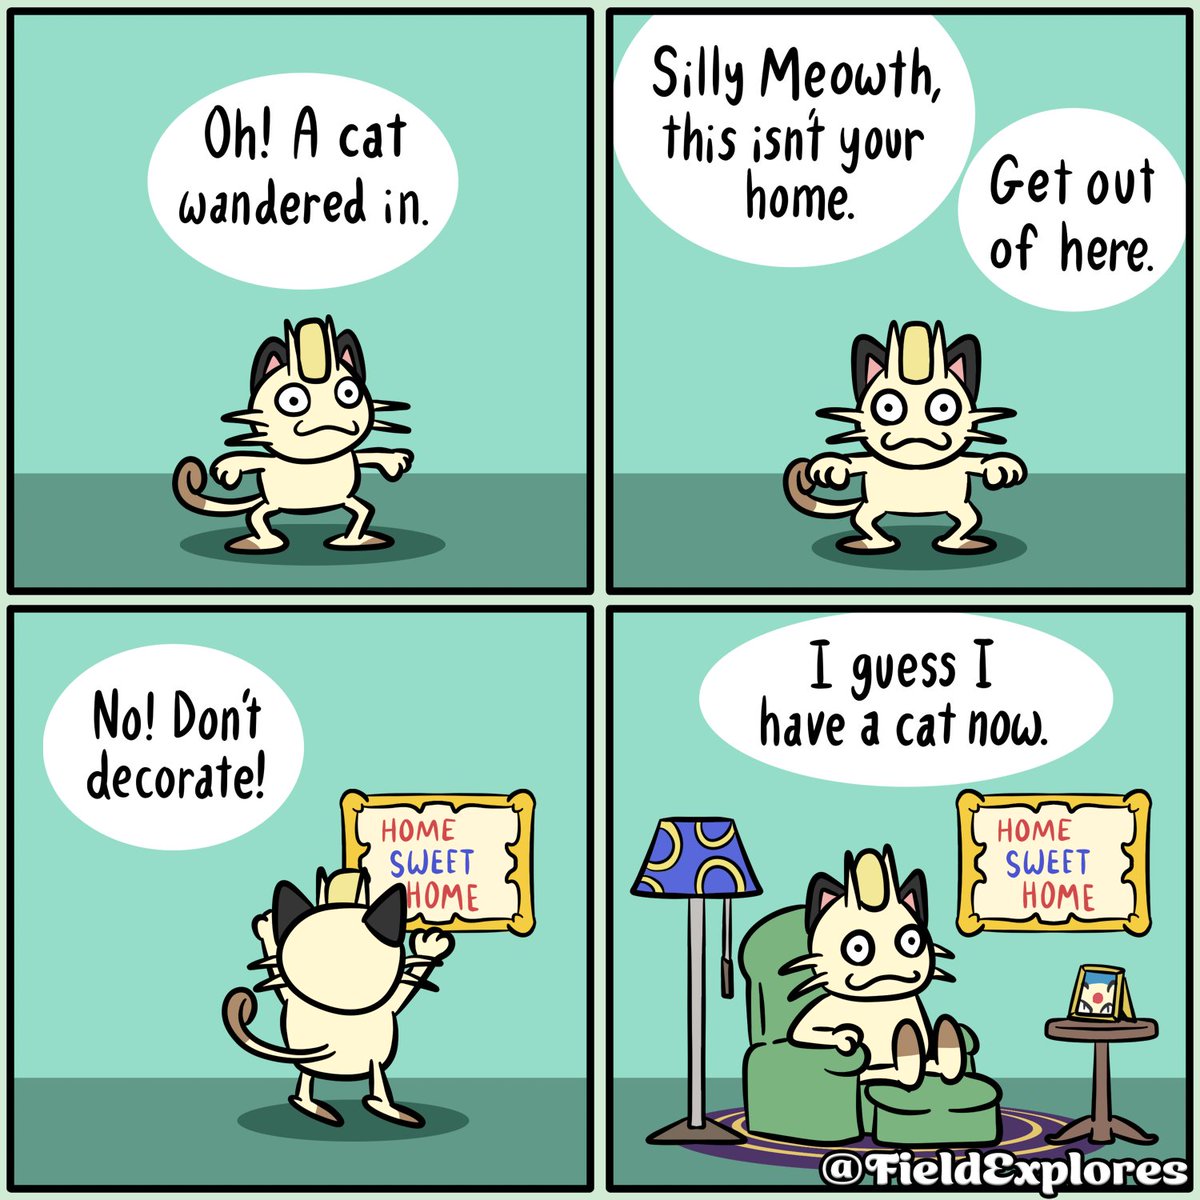 Oh! A cat
wandered in.
Silly Meowth,
this isn't your
home.
Get out
of here.
No! Don't
decorate!
HOME
SWEET
HOME
I guess I
have a cat now.
HOME
SWEET
HOME
@FieldExplores